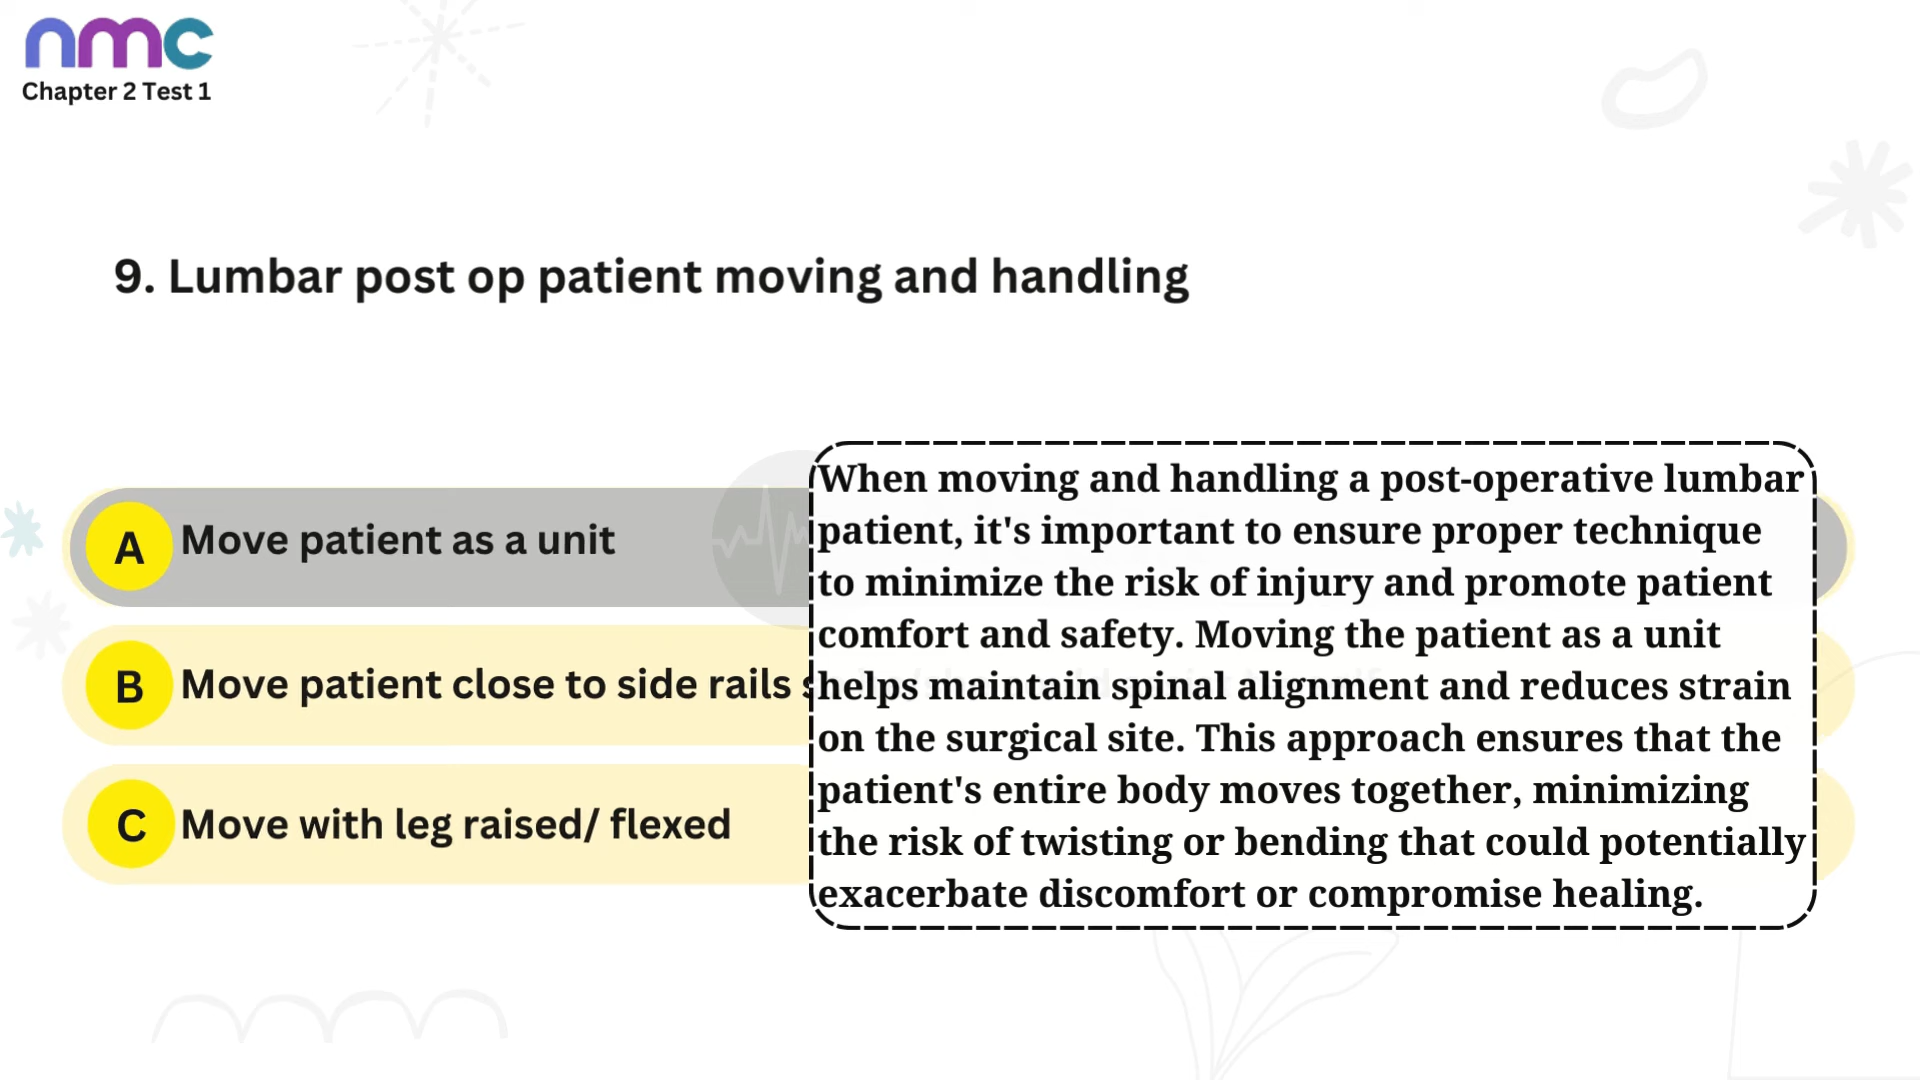 nmc
Chapter 2 Test 1
9. Lumbar post op patient moving and handling
A Move patient as a unit
B Move patient close to side rails
C Move with leg raised/ flexed
When moving and handling a post-operative lumbar
patient, it's important to ensure proper technique
to minimize the risk of injury and promote patient
comfort and safety. Moving the patient as a unit
helps maintain spinal alignment and reduces strain
on the surgical site. This approach ensures that the
patient's entire body moves together, minimizing
the risk of twisting or bending that could potentially
exacerbate discomfort or compromise healing.